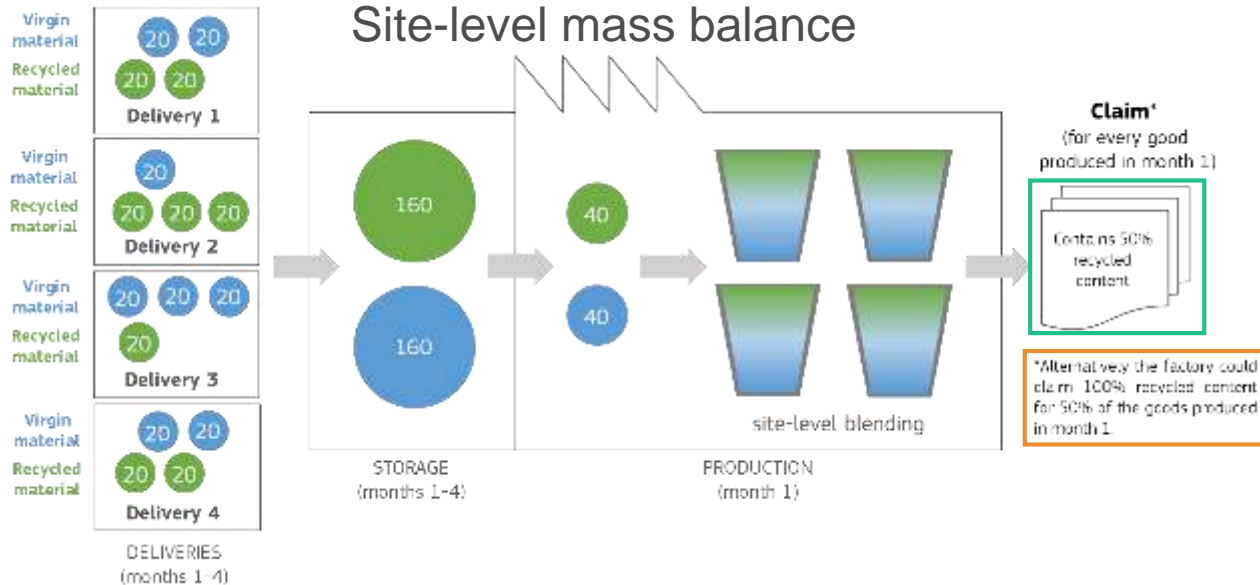 Site-level mass balance
Virgin
material
20 20
Recycled
material
20 20
Delivery 1
Virgin
material
20
Recycled
material
20 20 20
Delivery 2
Virgin
material
20 20 20
Recycled
material
20
Delivery 3
Virgin
material
20 20
Recycled
material
20 20
Delivery 4
DELIVERIES
(months 1-4)
160
160
STORAGE
(months 1-4)
40
40
site-level blending
PRODUCTION
(month 1)
Claim*
(for every good
produced in month 1)
Contains 50%
recycled
content
*Alternatively the factory could
claim 100% recycled content
for 50% of the goods produced
in month 1.